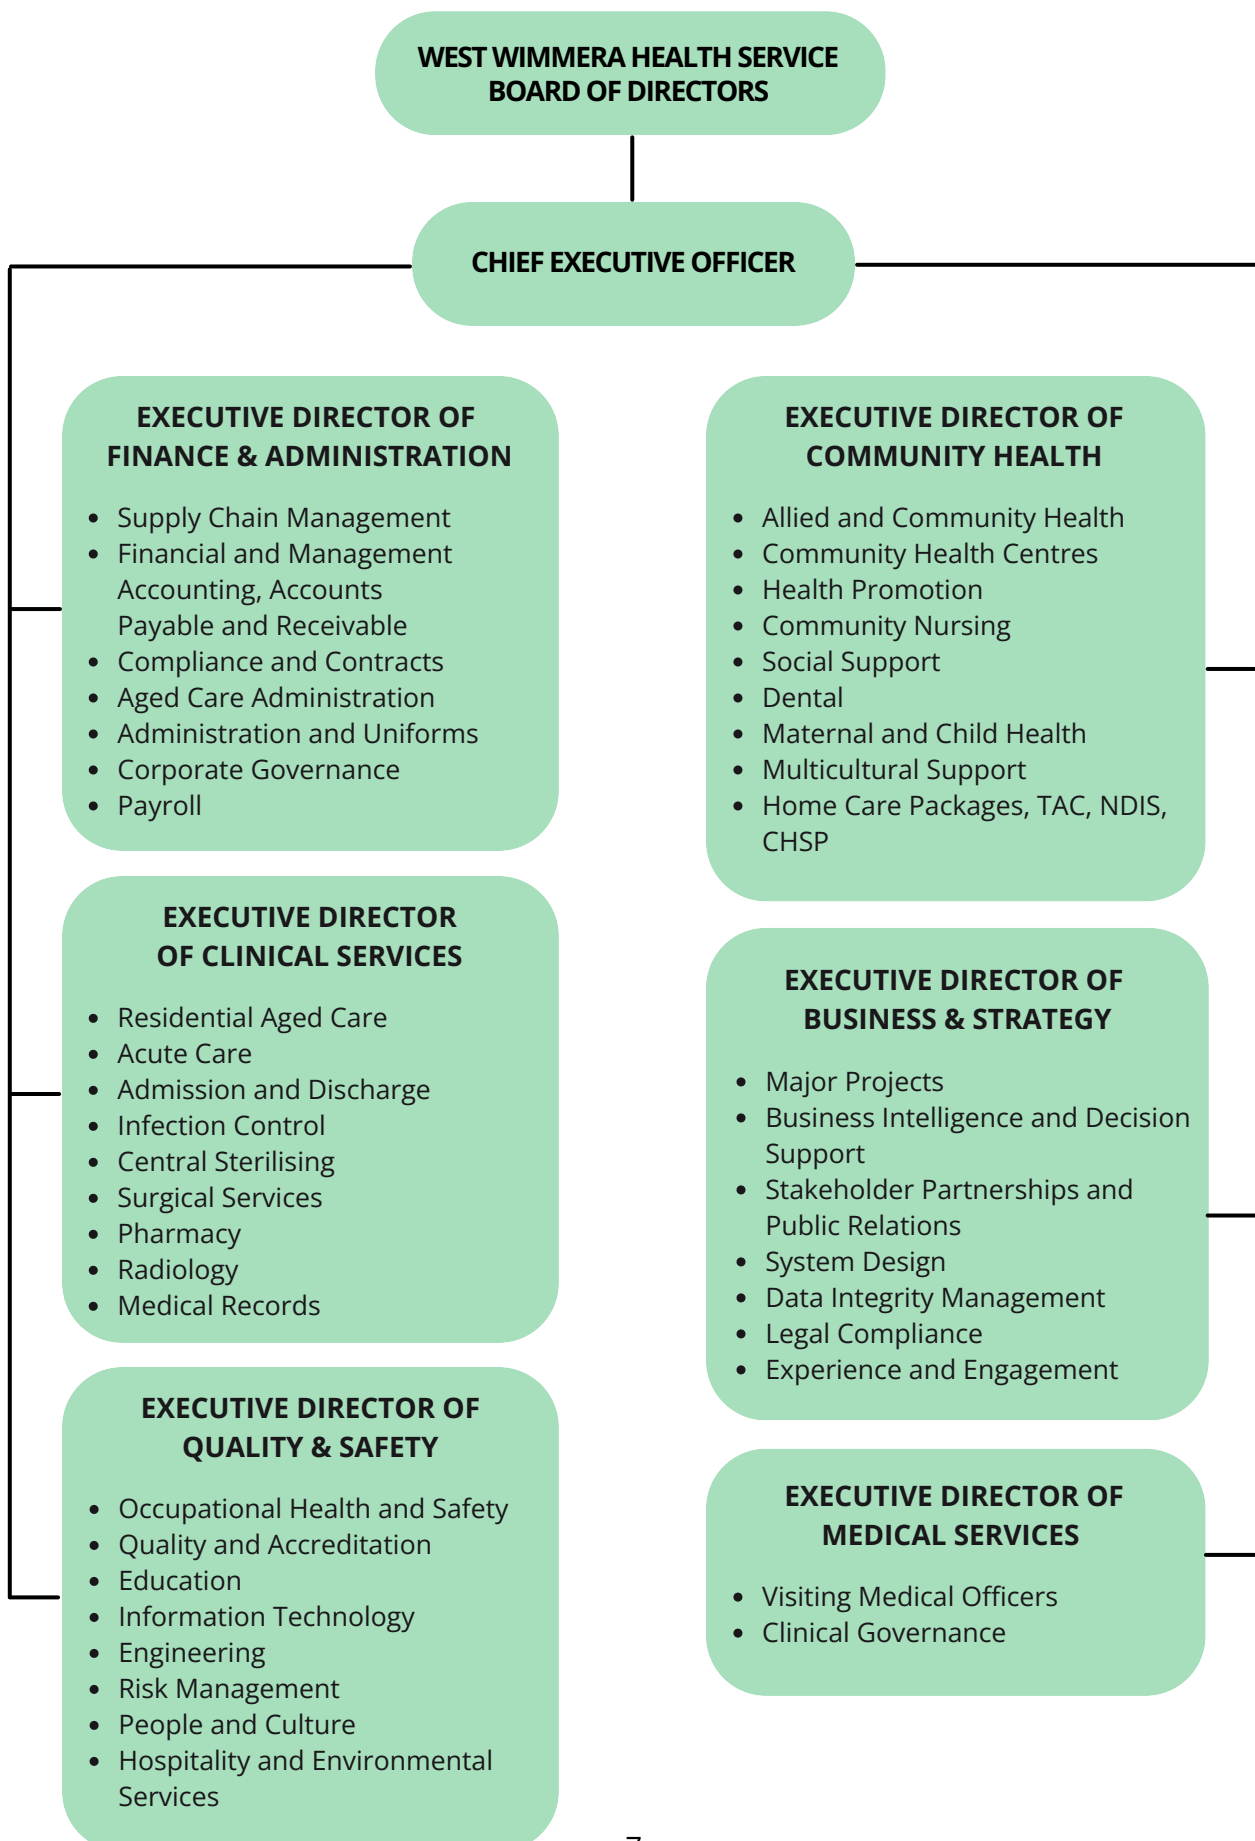 WEST WIMMERA HEALTH SERVICE
BOARD OF DIRECTORS
CHIEF EXECUTIVE OFFICER
EXECUTIVE DIRECTOR OF
FINANCE & ADMINISTRATION
• Supply Chain Management
• Financial and Management
Accounting, Accounts
Payable and Receivable
• Compliance and Contracts
• Aged Care Administration
• Administration and Uniforms
• Corporate Governance
• Payroll
EXECUTIVE DIRECTOR
OF CLINICAL SERVICES
• Residential Aged Care
• Acute Care
• Admission and Discharge
• Infection Control
• Central Sterilising
• Surgical Services
• Pharmacy
• Radiology
• Medical Records
EXECUTIVE DIRECTOR OF
QUALITY & SAFETY
• Occupational Health and Safety
• Quality and Accreditation
• Education
• Information Technology
• Engineering
• Risk Management
• People and Culture
• Hospitality and Environmental
Services
EXECUTIVE DIRECTOR OF
COMMUNITY HEALTH
• Allied and Community Health
• Community Health Centres
• Health Promotion
• Community Nursing
• Social Support
• Dental
• Maternal and Child Health
• Multicultural Support
• Home Care Packages, TAC, NDIS,
CHSP
EXECUTIVE DIRECTOR OF
BUSINESS & STRATEGY
• Major Projects
• Business Intelligence and Decision
Support
• Stakeholder Partnerships and
Public Relations
• System Design
• Data Integrity Management
• Legal Compliance
• Experience and Engagement
EXECUTIVE DIRECTOR OF
MEDICAL SERVICES
• Visiting Medical Officers
• Clinical Governance